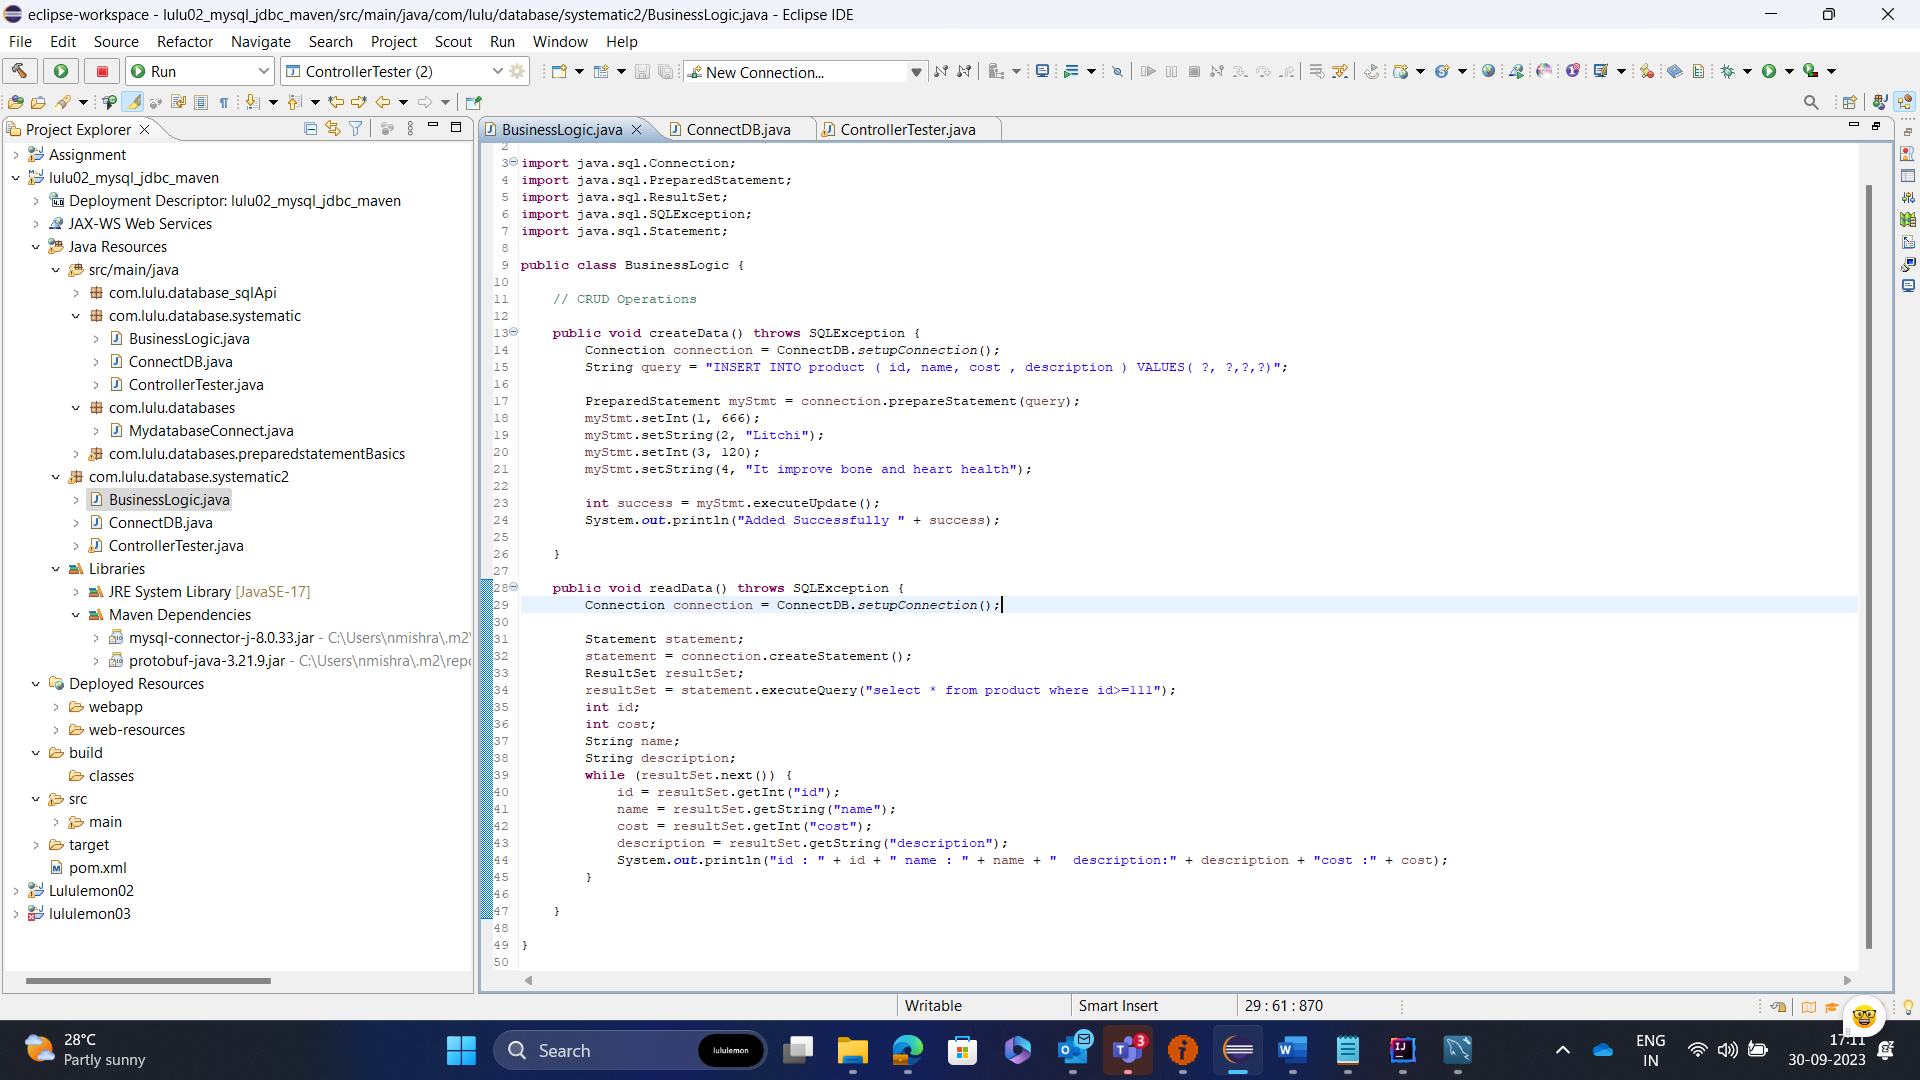 eclipse-workspace - lulu02_mysql_jdbc_maven/src/main/java/com/lulu/database/systematic2/BusinessLogic.java - Eclipse IDE
File Edit Source Refactor Navigate Search Project Scout Run Window Help
Run ControllerTester (2) New Connection...
Project Explorer
Assignment
lulu02_mysql_jdbc_maven
Deployment Descriptor: lulu02_mysql_jdbc_maven
JAX-WS Web Services
Java Resources
src/main/java
com.lulu.database_sqlApi
com.lulu.database.systematic
BusinessLogic.java
ConnectDB.java
ControllerTester.java
com.lulu.databases
MydatabaseConnect.java
com.lulu.databases.preparedstatementBasics
com.lulu.database.systematic2
BusinessLogic.java
ConnectDB.java
ControllerTester.java
Libraries
JRE System Library [JavaSE-17]
Maven Dependencies
mysql-connector-j-8.0.33.jar - C:\Users\nmishra\.m2\
protobuf-java-3.21.9.jar - C:\Users\nmishra\.m2\repo
Deployed Resources
webapp
web-resources
build
classes
src
main
target
pom.xml
Lululemon02
lululemon03
BusinessLogic.java ConnectDB.java ControllerTester.java
2
3 import java.sql.Connection;
4 import java.sql.PreparedStatement;
5 import java.sql.ResultSet;
6 import java.sql.SQLException;
7 import java.sql.Statement;
8
9 public class BusinessLogic {
10
11 // CRUD Operations
12
13 public void createData() throws SQLException {
14 Connection connection = ConnectDB.setupConnection();
15 String query = "INSERT INTO product ( id, name, cost , description ) VALUES( ?, ?,?,?)";
16
17 PreparedStatement myStmt = connection.prepareStatement(query);
18 myStmt.setInt(1, 666);
19 myStmt.setString(2, "Litchi");
20 myStmt.setInt(3, 120);
21 myStmt.setString(4, "It improve bone and heart health");
22
23 int success = myStmt.executeUpdate();
24 System.out.println("Added Successfully " + success);
25
26 }
27
28 public void readData() throws SQLException {
29 Connection connection = ConnectDB.setupConnection();
30
31 Statement statement;
32 statement = connection.createStatement();
33 ResultSet resultSet;
34 resultSet = statement.executeQuery("select * from product where id>=111");
35 int id;
36 int cost;
37 String name;
38 String description;
39 while (resultSet.next()) {
40 id = resultSet.getInt("id");
41 name = resultSet.getString("name");
42 cost = resultSet.getInt("cost");
43 description = resultSet.getString("description");
44 System.out.println("id : " + id + " name : " + name + "  description:" + description + "cost :" + cost);
45 }
46
47 }
48
49 }
50
Writable Smart Insert 29 : 61 : 870
28°C
Partly sunny
Search
lululemon
3
ENG
IN
17:11
30-09-2023